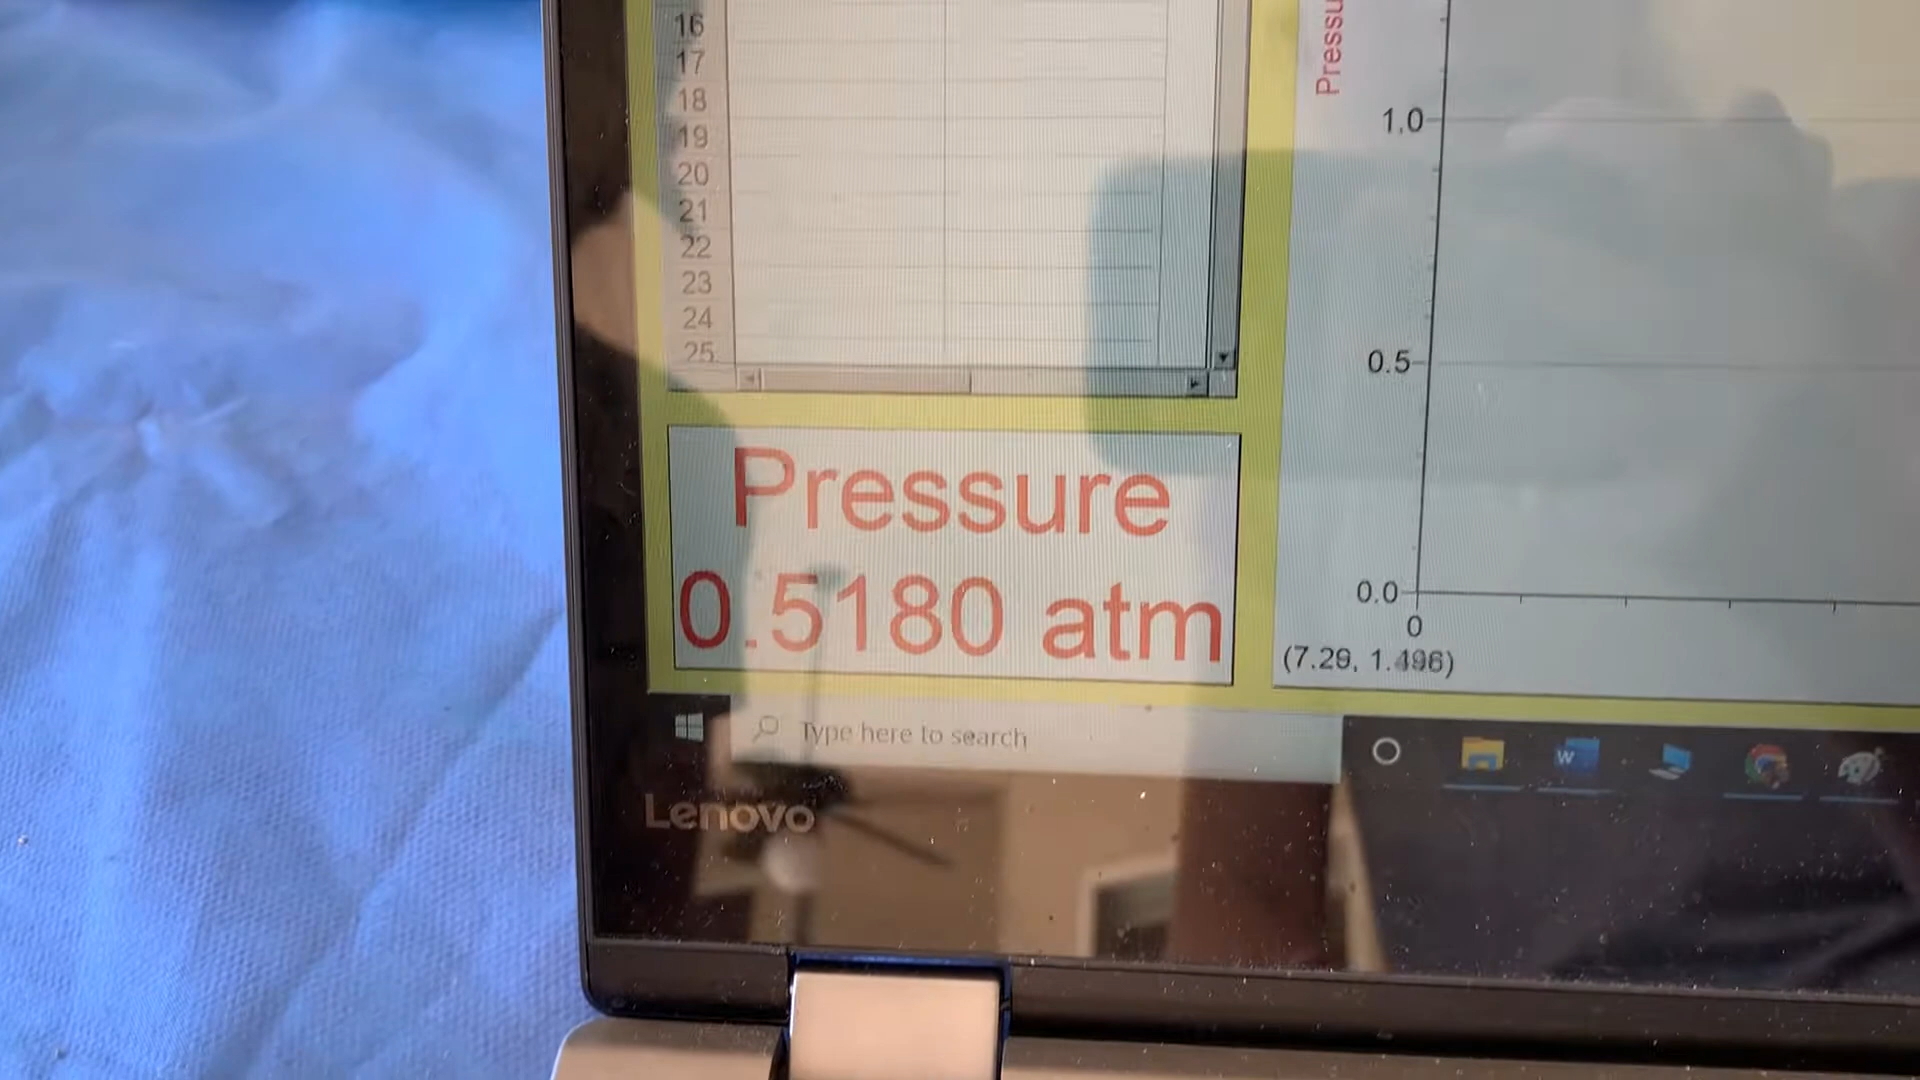 16
17
18
19
20
21
22
23
24
25
Pressure
0.5180 atm
Pressu
1.0
0.5
0.0
0
(7.29, 1.496)
Type here to search
W
Lenovo